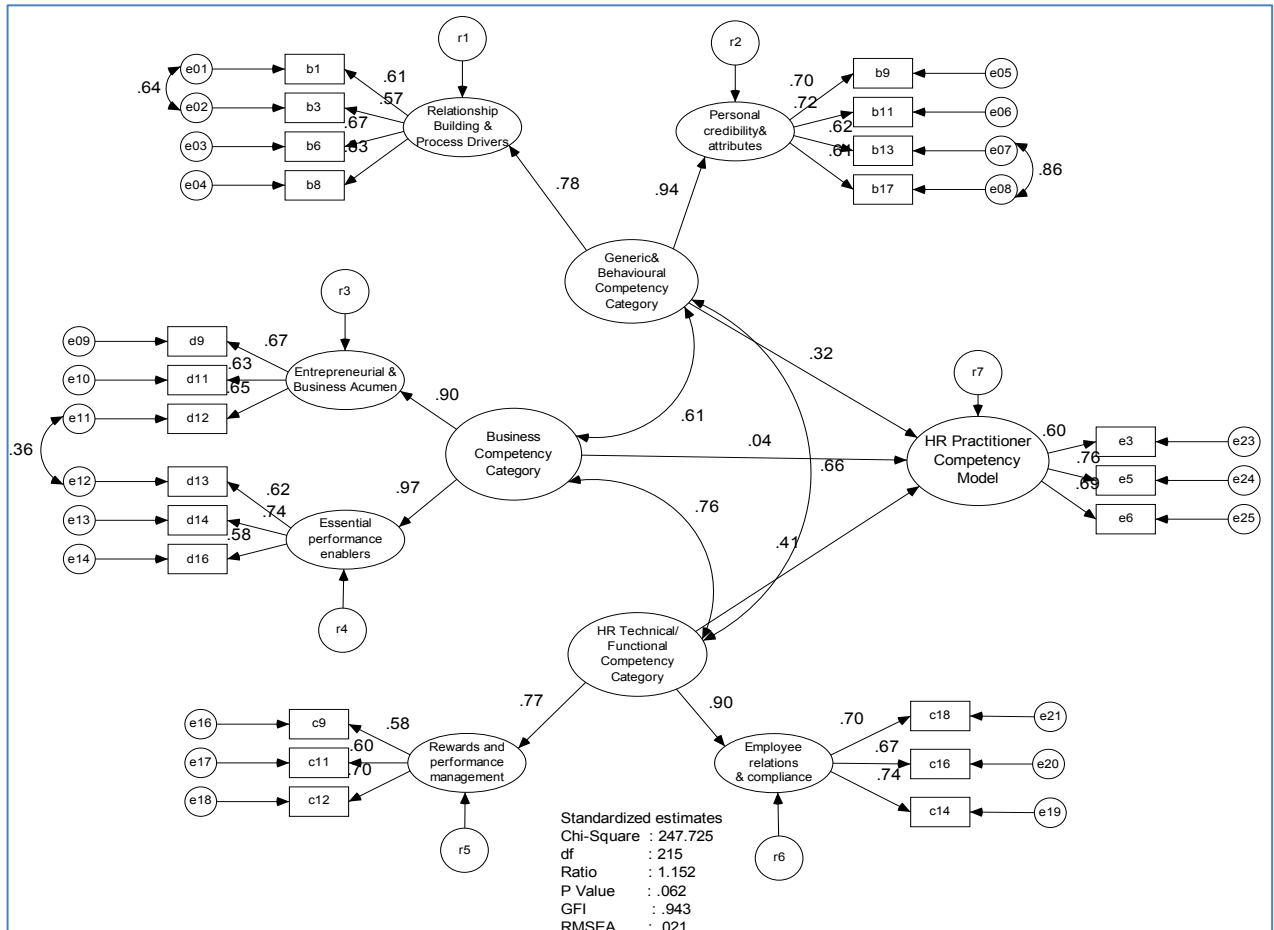 r1
r2
e01
b1
.61
.64
e02
b3
.57
e03
b6
.67
e04
b8
.63
Relationship
Building &
Process Drivers
Personal
credibility&
attributes
.70
b9
e05
.72
b11
e06
.62
b13
e07
.61
b17
e08
.86
.78
.94
Generic&
Behavioural
Competency
Category
r3
e09
d9
.67
e10
d11
.63
e11
d12
.65
Entrepreneurial &
Business Acumen
.90
.36
e12
d13
.62
e13
d14
.74
e14
d16
.58
Essential
performance
enablers
.97
r4
Business
Competency
Category
.32
.61
.04
.66
.76
.41
r7
HR Practitioner
Competency
Model
.60
e3
e23
.76
e5
e24
.69
e6
e25
HR Technical/
Functional
Competency
Category
.77
.90
e16
c9
.58
e17
c11
.60
e18
c12
.70
Rewards and
performance
management
r5
Employee
relations
& compliance
.70
c18
e21
.67
c16
e20
.74
c14
e19
r6
Standardized estimates
Chi-Square : 247.725
df : 215
Ratio : 1.152
P Value : .062
GFI : .943
RMSEA : .021